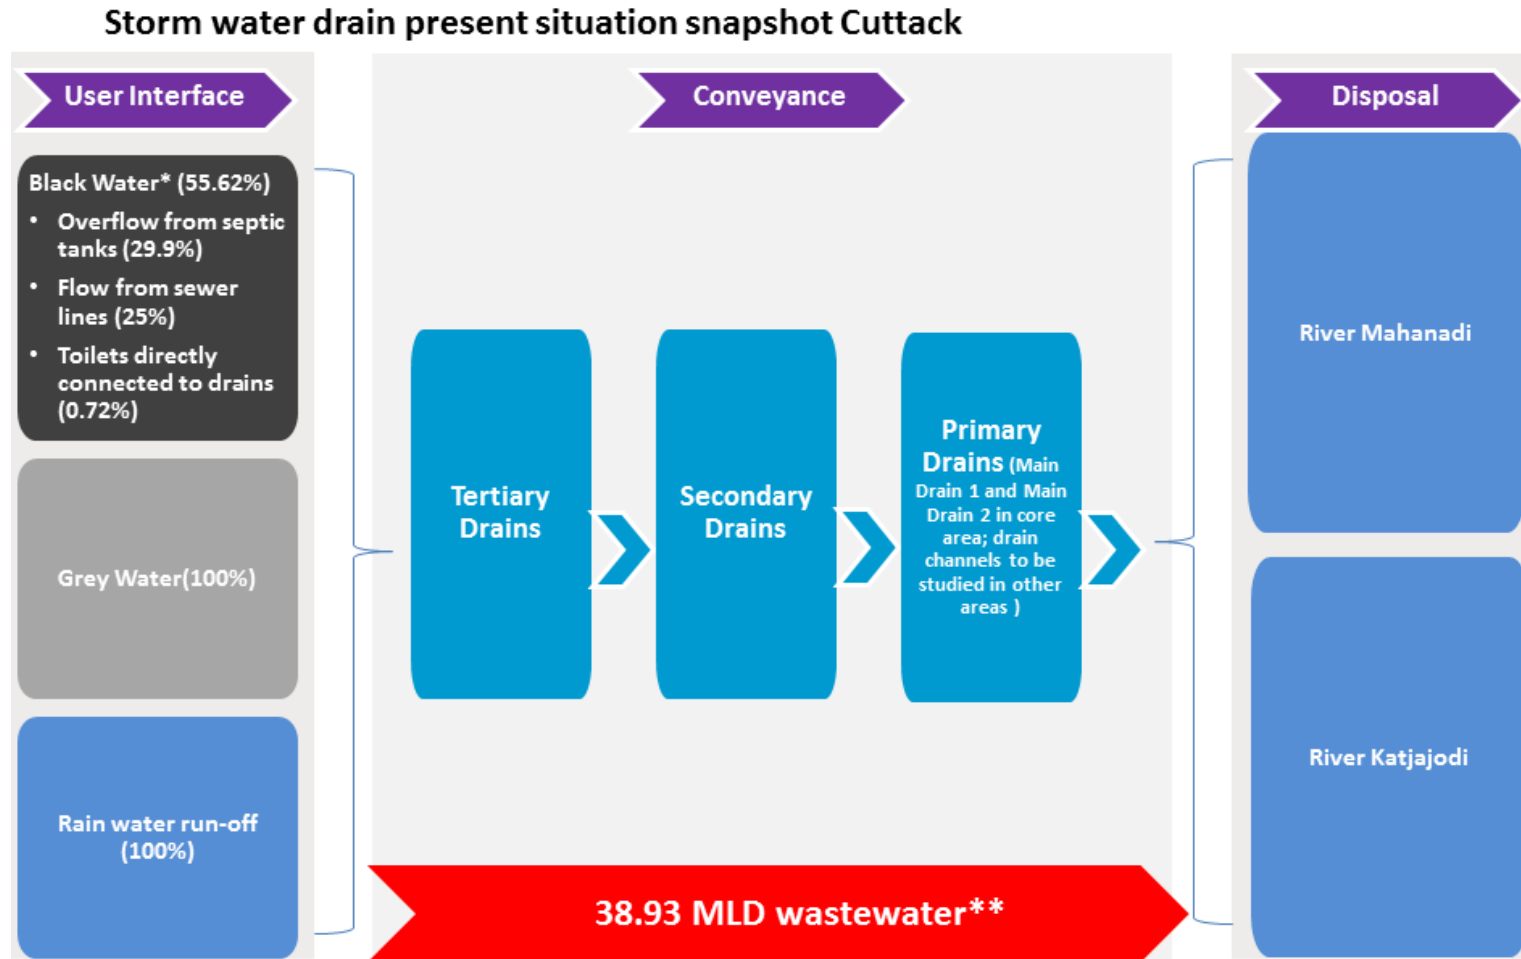 Storm water drain present situation snapshot Cuttack
User Interface
Black Water* (55.62%)
• Overflow from septic
tanks (29.9%)
• Flow from sewer
lines (25%)
• Toilets directly
connected to drains
(0.72%)
Grey Water(100%)
Rain water run-off
(100%)
Conveyance
Tertiary
Drains
Secondary
Drains
Primary
Drains (Main
Drain 1 and Main
Drain 2 in core
area; drain
channels to be
studied in other
areas )
38.93 MLD wastewater**
Disposal
River Mahanadi
River Katjajodi